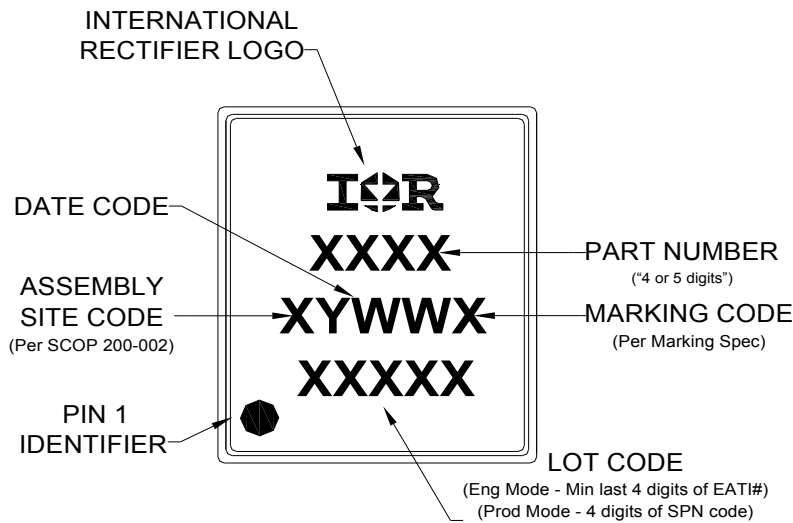 INTERNATIONAL
RECTIFIER LOGO
IOR
DATE CODE
XXXX
PART NUMBER
(“4 or 5 digits”)
ASSEMBLY
SITE CODE
(Per SCOP 200-002)
XYWWX
MARKING CODE
(Per Marking Spec)
XXXXX
PIN 1
IDENTIFIER
LOT CODE
(Eng Mode - Min last 4 digits of EATI#)
(Prod Mode - 4 digits of SPN code)